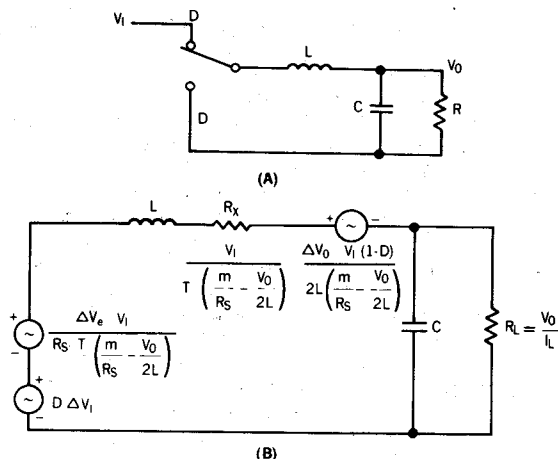 V_I D
D
L
V_O
C
R
(A)
L
R_X
+ -
V_I / T (m/R_S - V_O/2L)
ΔV_O V_I (1-D) / 2L (m/R_S - V_O/2L)
+
-
ΔV_e V_I / R_S T (m/R_S - V_O/2L)
C
R_L = V_O/I_L
+
-
D ΔV_I
(B)